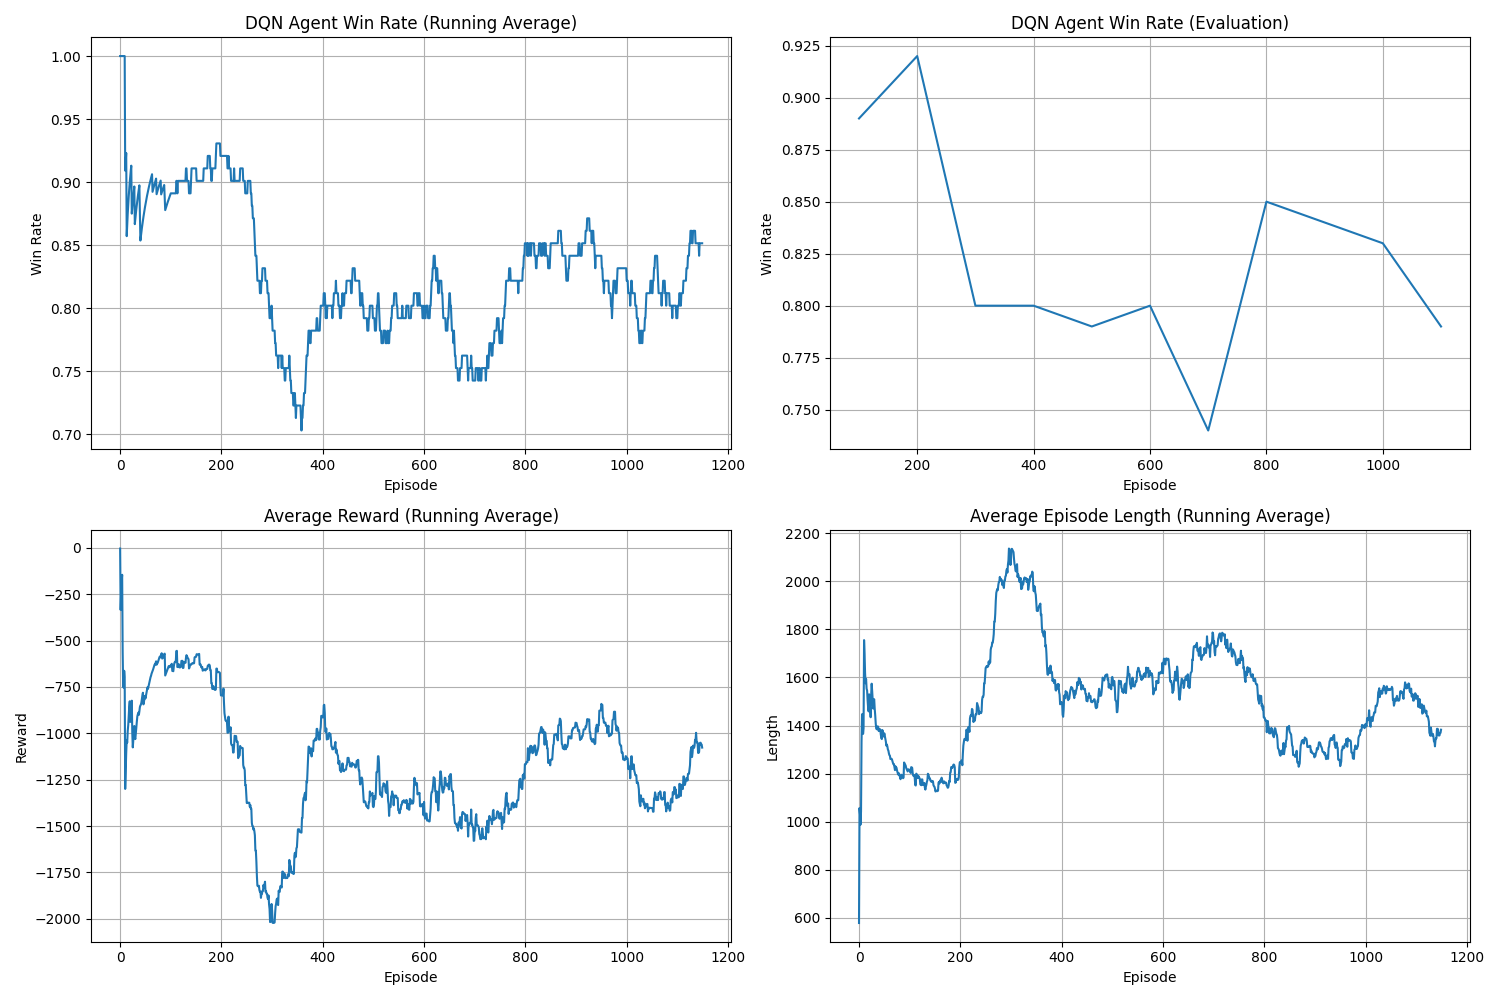 DQN Agent Win Rate (Running Average)
1.00
0.95
0.90
0.85
0.80
0.75
0.70
Win Rate
0 200 400 600 800 1000 1200
Episode
DQN Agent Win Rate (Evaluation)
0.925
0.900
0.875
0.850
0.825
0.800
0.775
0.750
Win Rate
200 400 600 800 1000
Episode
Average Reward (Running Average)
0
−250
−500
−750
−1000
−1250
−1500
−1750
−2000
Reward
0 200 400 600 800 1000 1200
Episode
Average Episode Length (Running Average)
2200
2000
1800
1600
1400
1200
1000
800
600
Length
0 200 400 600 800 1000 1200
Episode